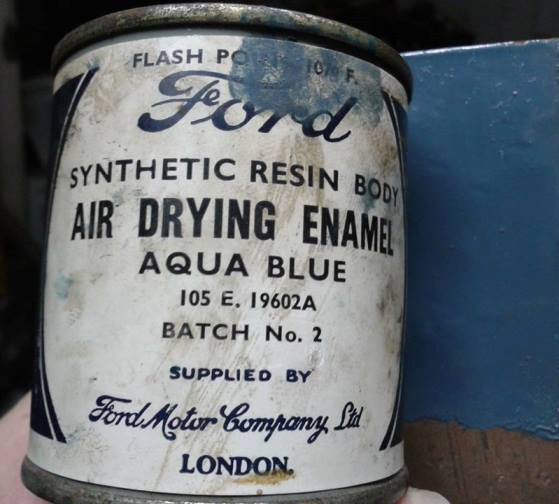 FLASH F.
Ford
SYNTHETIC RESIN BODY
AIR DRYING ENAMEL
AQUA BLUE
105 E. 19602A
BATCH No. 2
SUPPLIED BY
Ford Motor Company Ltd
LONDON.